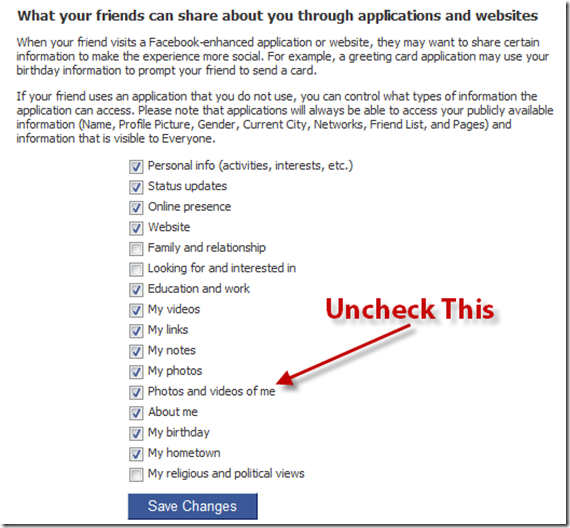 What your friends can share about you through applications and websites
When your friend visits a Facebook-enhanced application or website, they may want to share certain
information to make the experience more social. For example, a greeting card application may use your
birthday information to prompt your friend to send a card.
If your friend uses an application that you do not use, you can control what types of information the
application can access. Please note that applications will always be able to access your publicly available
information (Name, Profile Picture, Gender, Current City, Networks, Friend List, and Pages) and
information that is visible to Everyone.
Personal info (activities, interests, etc.)
Status updates
Online presence
Website
Family and relationship
Looking for and interested in
Education and work
My videos
Uncheck This
My links
My notes
My photos
Photos and videos of me
About me
My birthday
My hometown
My religious and political views
Save Changes